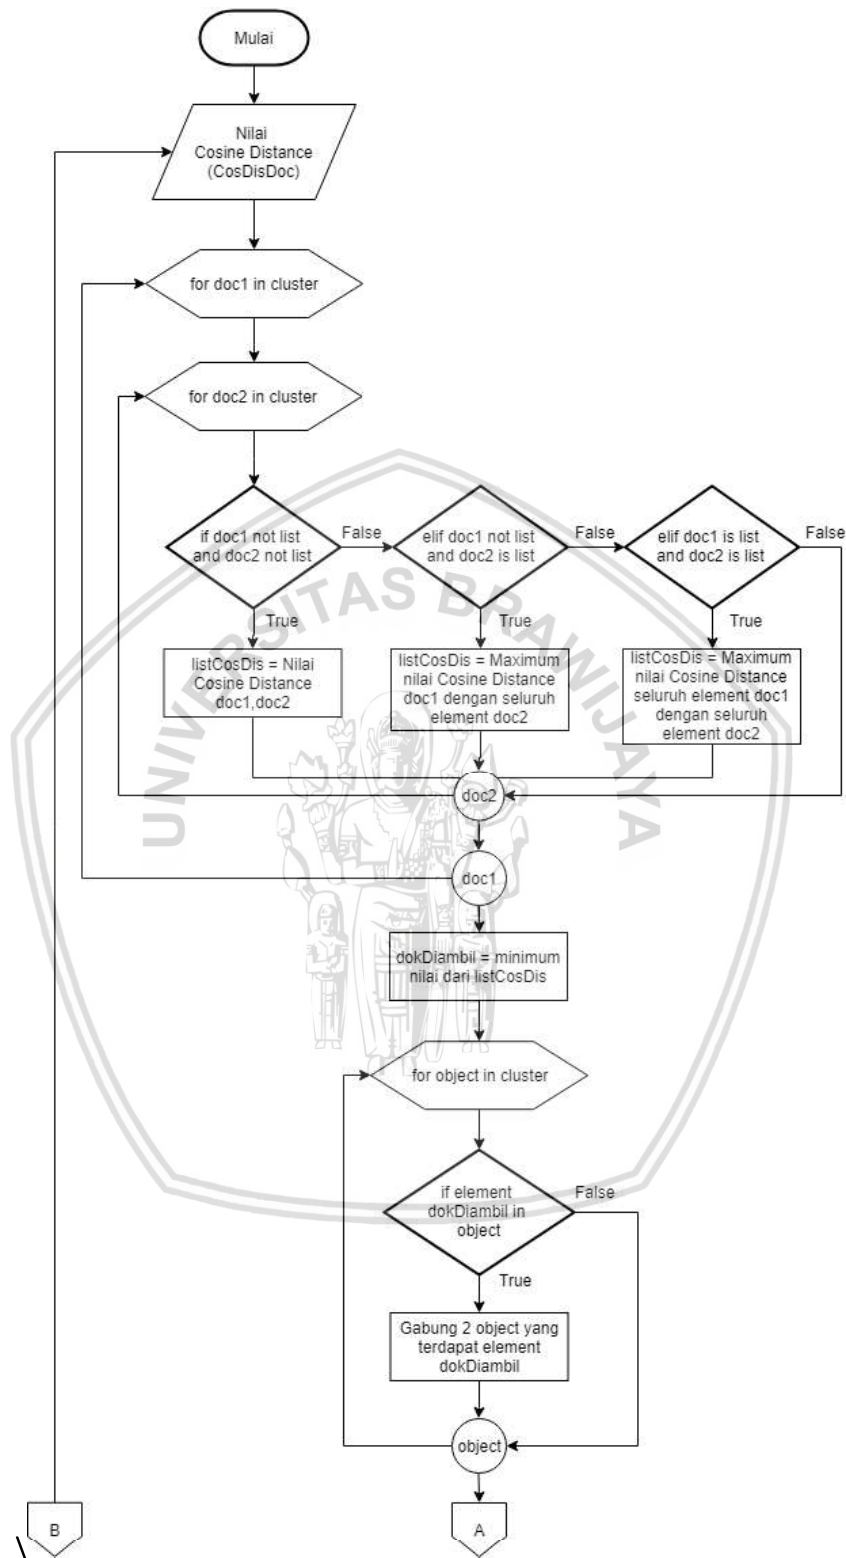 Mulai
Nilai
Cosine Distance
(CosDisDoc)
for doc1 in cluster
for doc2 in cluster
if doc1 not list
and doc2 not list
False
elif doc1 not list
and doc2 is list
False
elif doc1 is list
and doc2 is list
False
True
True
True
listCosDis = Nilai
Cosine Distance
doc1,doc2
listCosDis = Maximum
nilai Cosine Distance
doc1 dengan seluruh
element doc2
listCosDis = Maximum
nilai Cosine Distance
seluruh element doc1
dengan seluruh
element doc2
UNIVERSITAS BRAWIJAYA
doc2
doc1
dokDiambil = minimum
nilai dari listCosDis
for object in cluster
if element
dokDiambil in
object
False
True
Gabung 2 object yang
terdapat element
dokDiambil
object
B
A